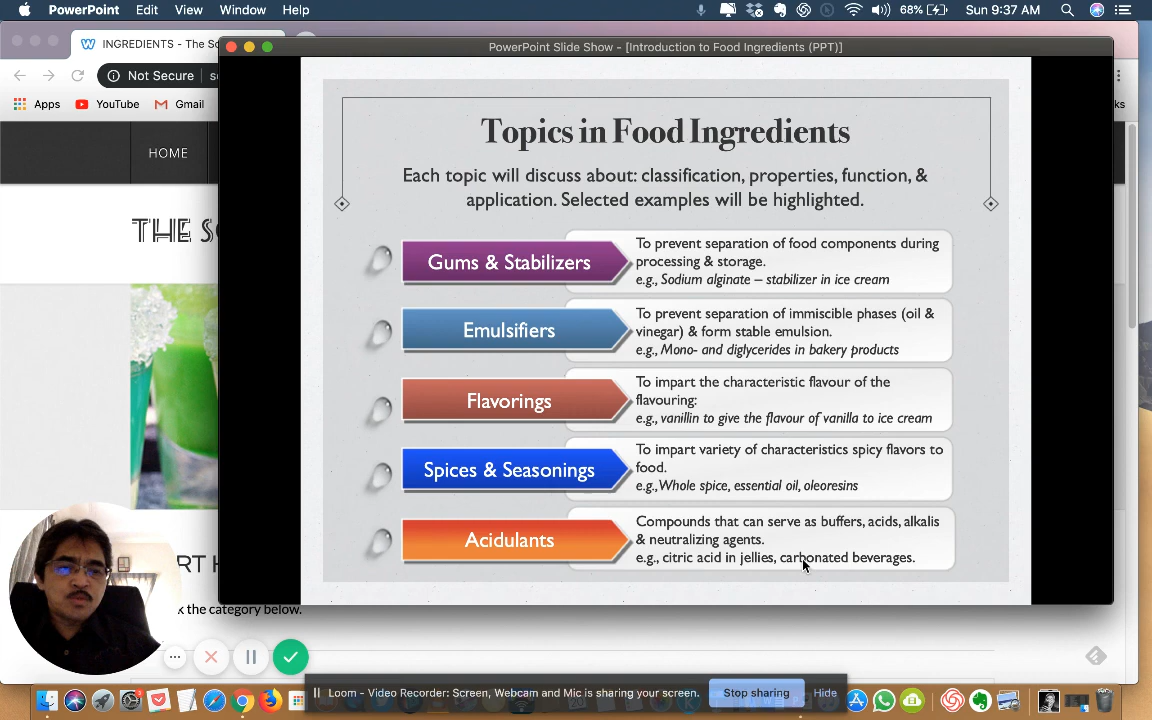 PowerPoint Edit View Window Help 68% Sun 9:37 AM
INGREDIENTS - The Sc
PowerPoint Slide Show - [Introduction to Food Ingredients (PPT)]
Not Secure
Apps YouTube Gmail
HOME
THE
Topics in Food Ingredients
Each topic will discuss about: classification, properties, function, &
application. Selected examples will be highlighted.
Gums & Stabilizers
To prevent separation of food components during
processing & storage.
e.g., Sodium alginate – stabilizer in ice cream
Emulsifiers
To prevent separation of immiscible phases (oil &
vinegar) & form stable emulsion.
e.g., Mono- and diglycerides in bakery products
Flavorings
To impart the characteristic flavour of the
flavouring:
e.g., vanillin to give the flavour of vanilla to ice cream
Spices & Seasonings
To impart variety of characteristics spicy flavors to
food.
e.g., Whole spice, essential oil, oleoresins
Acidulants
Compounds that can serve as buffers, acids, alkalis
& neutralizing agents.
e.g., citric acid in jellies, carbonated beverages.
the category below.
Loom - Video Recorder: Screen, Webcam and Mic is sharing your screen. Stop sharing Hide